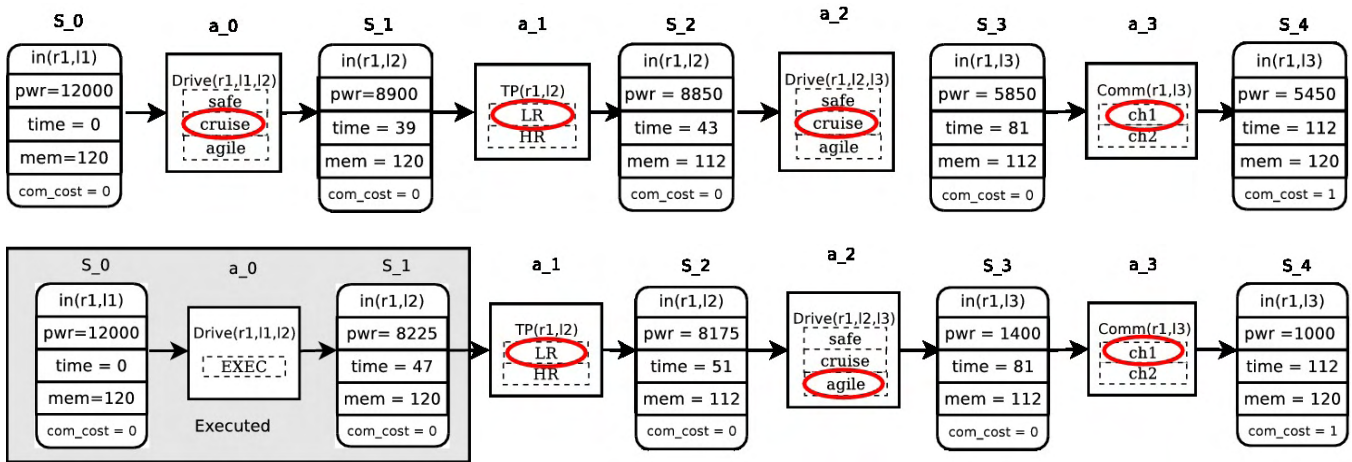 S_0
a_0
S_1
a_1
S_2
a_2
S_3
a_3
S_4
in(r1,l1)
pwr=12000
time = 0
mem=120
com_cost = 0
Drive(r1,l1,l2)
safe
cruise
agile
in(r1,l2)
pwr=8900
time = 39
mem = 120
com_cost = 0
TP(r1,l2)
LR
HR
in(r1,l2)
pwr = 8850
time = 43
mem = 112
com_cost = 0
Drive(r1,l2,l3)
safe
cruise
agile
in(r1,l3)
pwr = 5850
time = 81
mem = 112
com_cost = 0
Comm(r1,l3)
ch1
ch2
in(r1,l3)
pwr = 5450
time = 112
mem = 120
com_cost = 1
S_0
a_0
S_1
a_1
S_2
a_2
S_3
a_3
S_4
in(r1,l1)
pwr=12000
time = 0
mem=120
com_cost = 0
Drive(r1,l1,l2)
EXEC
Executed
in(r1,l2)
pwr= 8225
time = 47
mem = 120
com_cost = 0
TP(r1,l2)
LR
HR
in(r1,l2)
pwr = 8175
time = 51
mem = 112
com_cost = 0
Drive(r1,l2,l3)
safe
cruise
agile
in(r1,l3)
pwr = 1400
time = 81
mem = 112
com_cost = 0
Comm(r1,l3)
ch1
ch2
in(r1,l3)
pwr =1000
time = 112
mem = 120
com_cost = 1